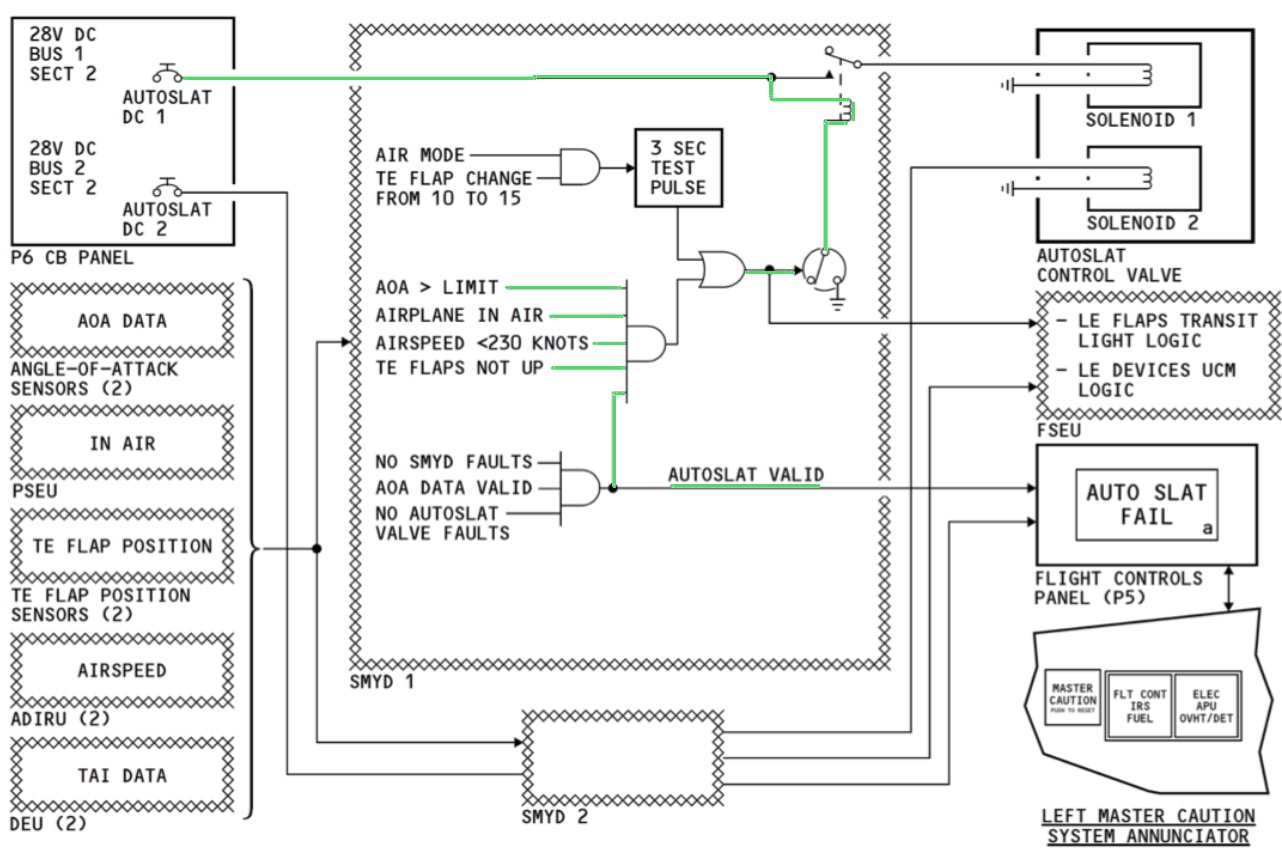 28V DC
BUS 1
SECT 2
AUTOSLAT
DC 1
28V DC
BUS 2
SECT 2
AUTOSLAT
DC 2
P6 CB PANEL
AOA DATA
ANGLE-OF-ATTACK
SENSORS (2)
IN AIR
PSEU
TE FLAP POSITION
TE FLAP POSITION
SENSORS (2)
AIRSPEED
ADIRU (2)
TAI DATA
DEU (2)
AIR MODE
TE FLAP CHANGE
FROM 10 TO 15
3 SEC
TEST
PULSE
AOA > LIMIT
AIRPLANE IN AIR
AIRSPEED <230 KNOTS
TE FLAPS NOT UP
NO SMYD FAULTS
AOA DATA VALID
NO AUTOSLAT
VALVE FAULTS
AUTOSLAT VALID
SMYD 1
SMYD 2
SOLENOID 1
SOLENOID 2
AUTOSLAT
CONTROL VALVE
- LE FLAPS TRANSIT
LIGHT LOGIC
- LE DEVICES UCM
LOGIC
FSEU
AUTO SLAT
FAIL
a
FLIGHT CONTROLS
PANEL (P5)
MASTER
CAUTION
PUSH TO RESET
FLT CONT
IRS
FUEL
ELEC
APU
OVHT/DET
LEFT MASTER CAUTION
SYSTEM ANNUNCIATOR